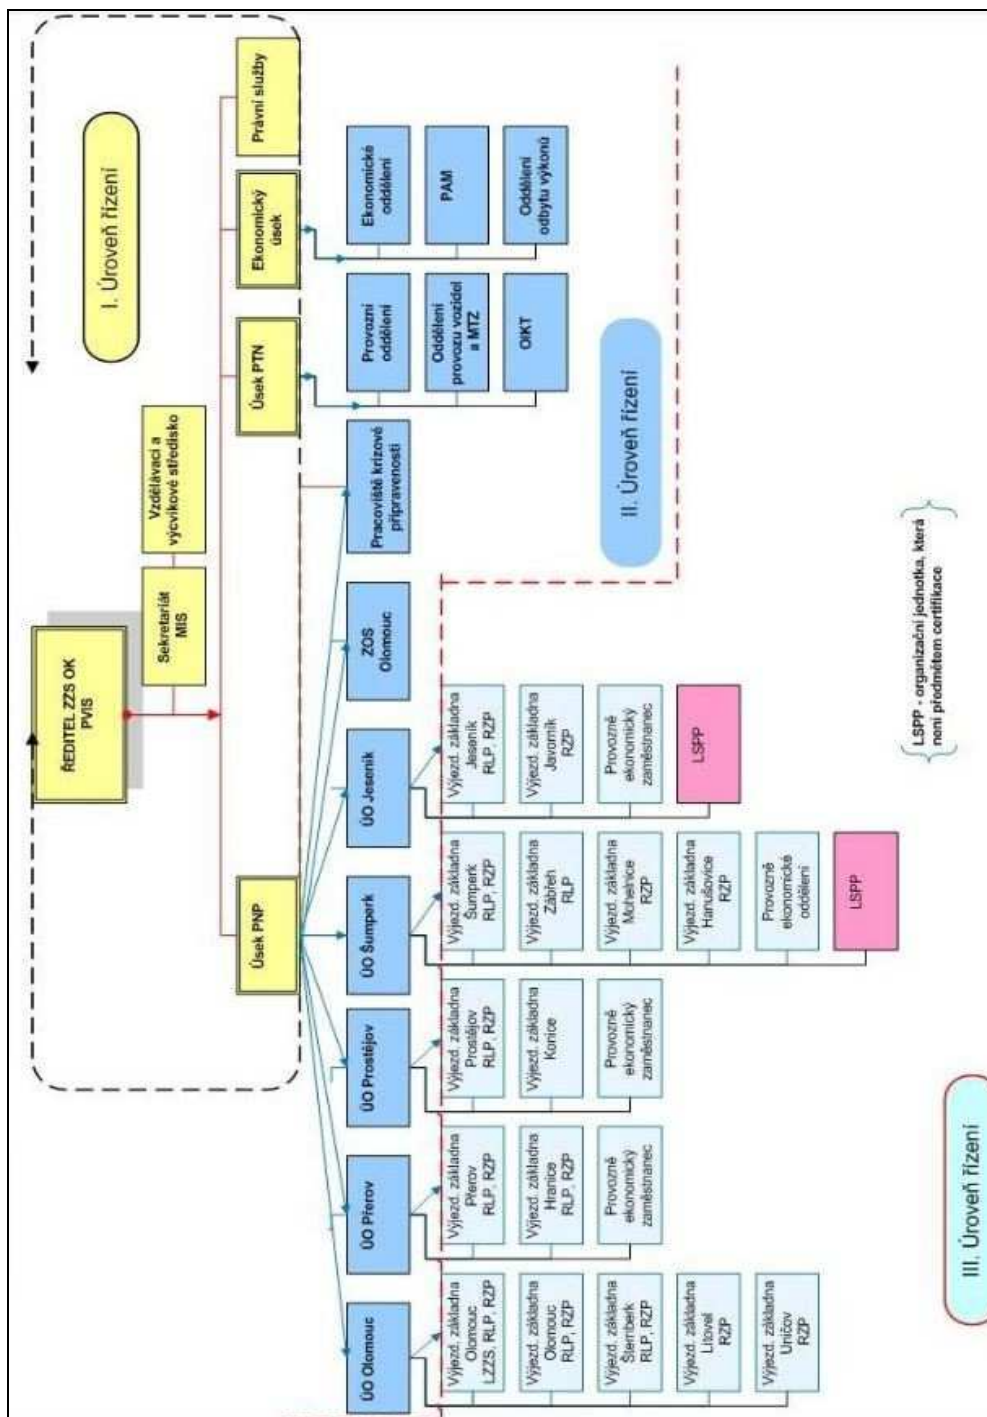 ŘEDITEL ZZS OK
PVIS
I. Úroveň řízení
Sekretariát
MIS
Vzdělávací a
výcvikové středisko
Úsek PNP
Úsek PTN
Ekonomický
úsek
Právní služby
ÚO Olomouc
ÚO Přerov
ÚO Prostějov
ÚO Šumperk
ÚO Jeseník
ZOS
Olomouc
Pracoviště krizové
připravenosti
Provozní
oddělení
Ekonomické
oddělení
Oddělení
provozu vozidel
a MTZ
PAM
OIKT
Oddělení
odbytu výkonů
Výjezd. základna
Olomouc
LZZS, RLP, RZP
Výjezd. základna
Olomouc
RLP, RZP
Výjezd. základna
Šternberk
RLP, RZP
Výjezd. základna
Litovel
RZP
Výjezd. základna
Uničov
RZP
Výjezd. základna
Přerov
RLP, RZP
Výjezd. základna
Hranice
RLP, RZP
Provozně
ekonomický
zaměstnanec
Výjezd. základna
Prostějov
RLP, RZP
Výjezd. základna
Konice
Provozně
ekonomický
zaměstnanec
Výjezd. základna
Šumperk
RLP, RZP
Výjezd. základna
Zábřeh
RLP
Výjezd. základna
Mohelnice
RZP
Výjezd. základna
Hanušovice
RZP
Provozně
ekonomické
oddělení
LSPP
Výjezd. základna
Jeseník
RLP, RZP
Výjezd. základna
Javorník
RZP
Provozně
ekonomický
zaměstnanec
LSPP
II. Úroveň řízení
III. Úroveň řízení
LSPP - organizační jednotka, která
není předmětem certifikace